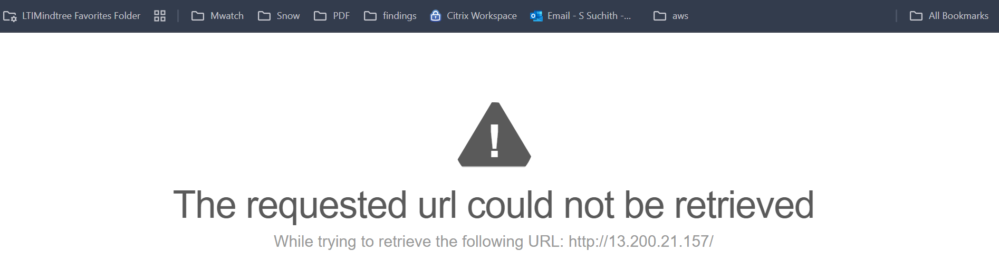 LTIMindtree Favorites Folder Mwatch Snow PDF findings Citrix Workspace Email - S Suchith -... aws All Bookmarks
!
The requested url could not be retrieved
While trying to retrieve the following URL: http://13.200.21.157/